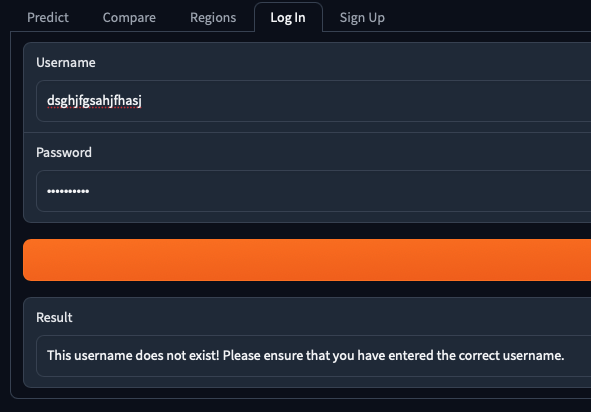 Predict Compare Regions Log In Sign Up
Username
dsghjfgsahjfhasj
Password
••••••••••
Result
This username does not exist! Please ensure that you have entered the correct username.